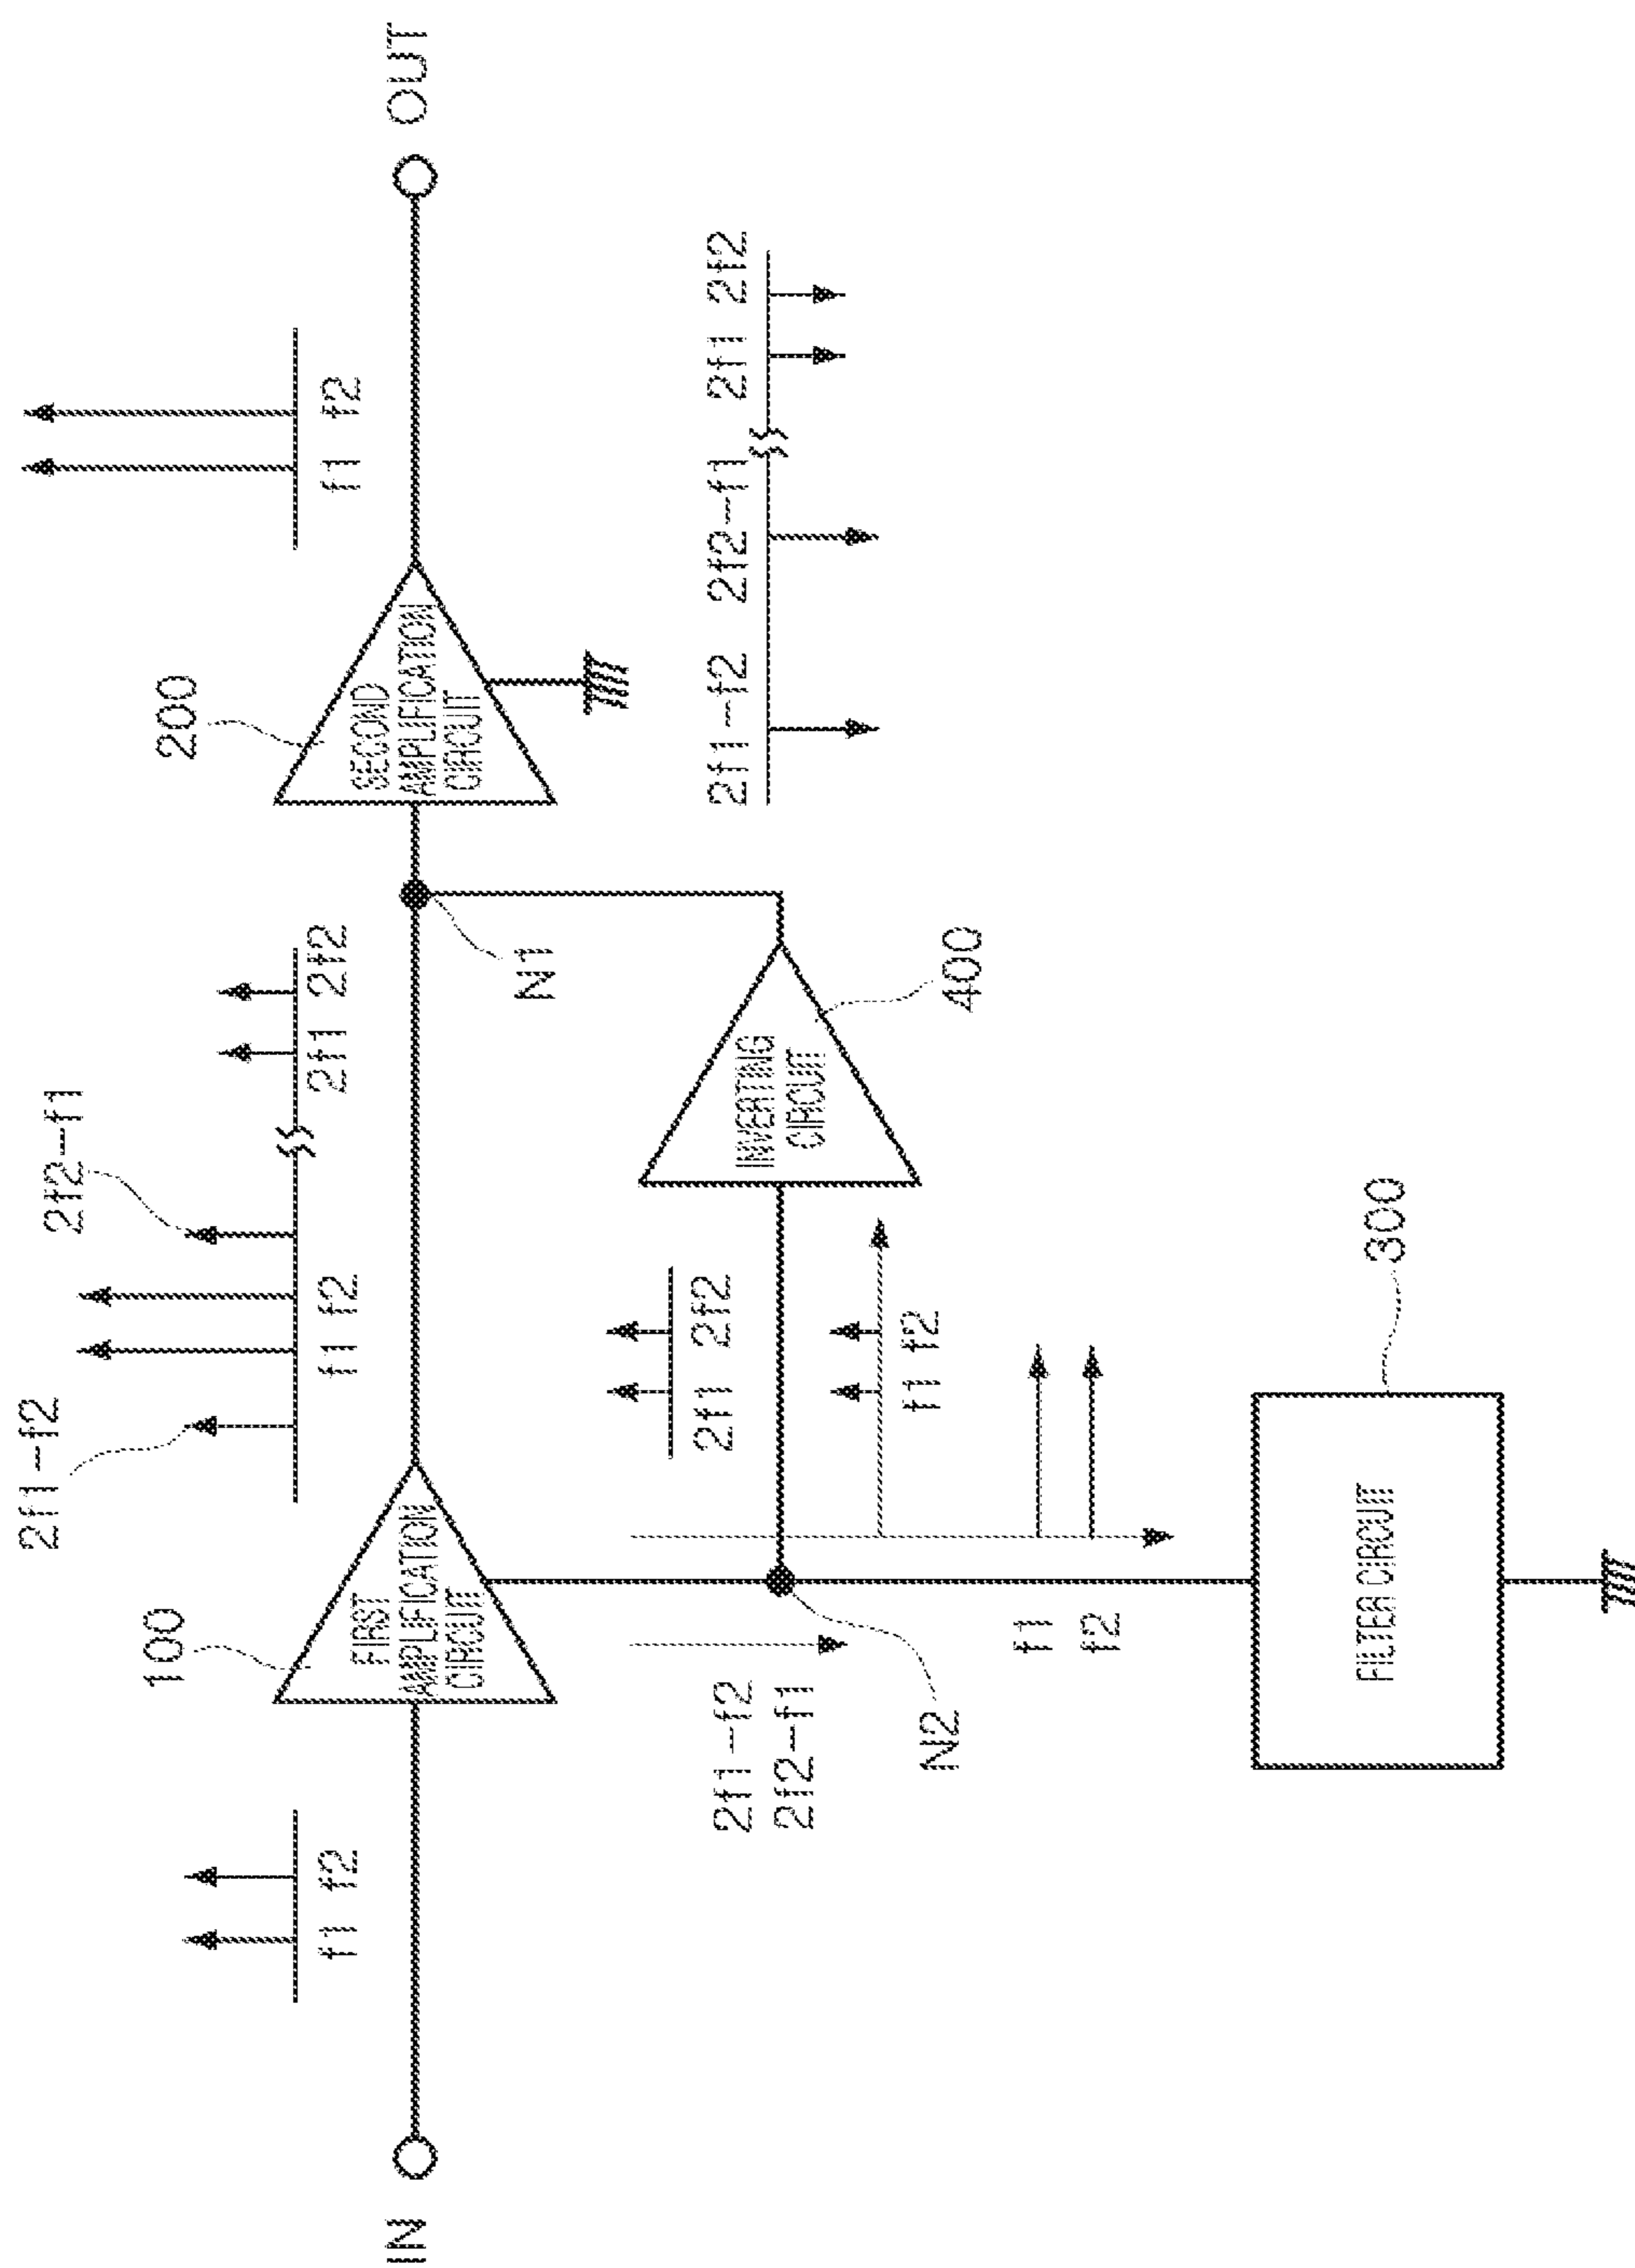 2f1-f2
2f2-f1
f1 f2
f1 f2
2f1 2f2
f1 f2
100
200
IN
FIRST
AMPLIFICATION
CIRCUIT
SECOND
AMPLIFICATION
CIRCUIT
OUT
N1
2f1 2f2
2f1-f2
2f2-f1
2f1-f2 2f2-f1 2f1 2f2
INVERTING
CIRCUIT
N2
f1 f2
400
f1
f2
FILTER CIRCUIT
300